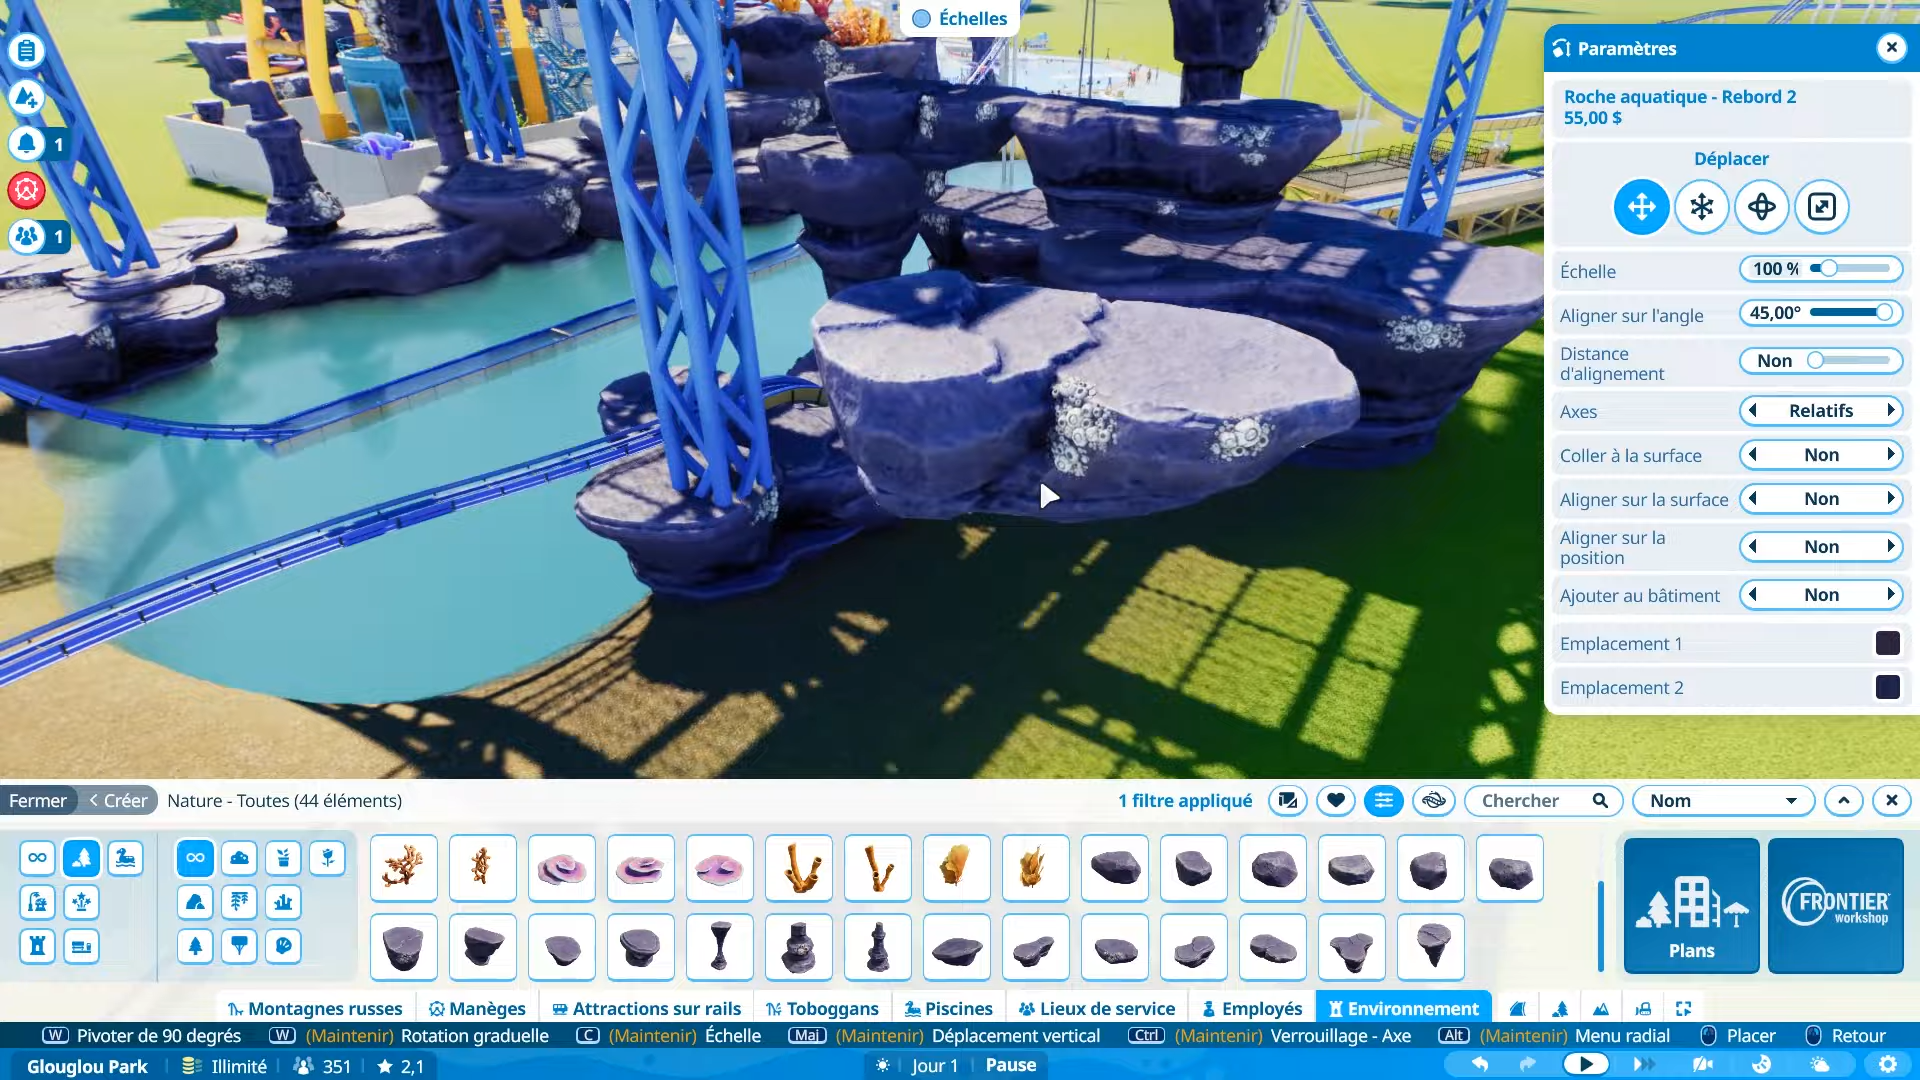 Échelles
1
1
Paramètres
Roche aquatique - Rebord 2
55,00 $
Déplacer
Échelle
100 %
Aligner sur l'angle
45,00°
Distance
d'alignement
Non
Axes
Relatifs
Coller à la surface
Non
Aligner sur la surface
Non
Aligner sur la
position
Non
Ajouter au bâtiment
Non
Emplacement 1
Emplacement 2
Fermer
Créer
Nature - Toutes (44 éléments)
1 filtre appliqué
Chercher
Nom
Plans
FRONTIER
workshop
Montagnes russes
Manèges
Attractions sur rails
Toboggans
Piscines
Lieux de service
Employés
Environnement
W Pivoter de 90 degrés
W (Maintenir) Rotation graduelle
C (Maintenir) Échelle
Maj (Maintenir) Déplacement vertical
Ctrl (Maintenir) Verrouillage - Axe
Alt (Maintenir) Menu radial
Placer
Retour
Glouglou Park
Illimité
351
2,1
Jour 1
Pause